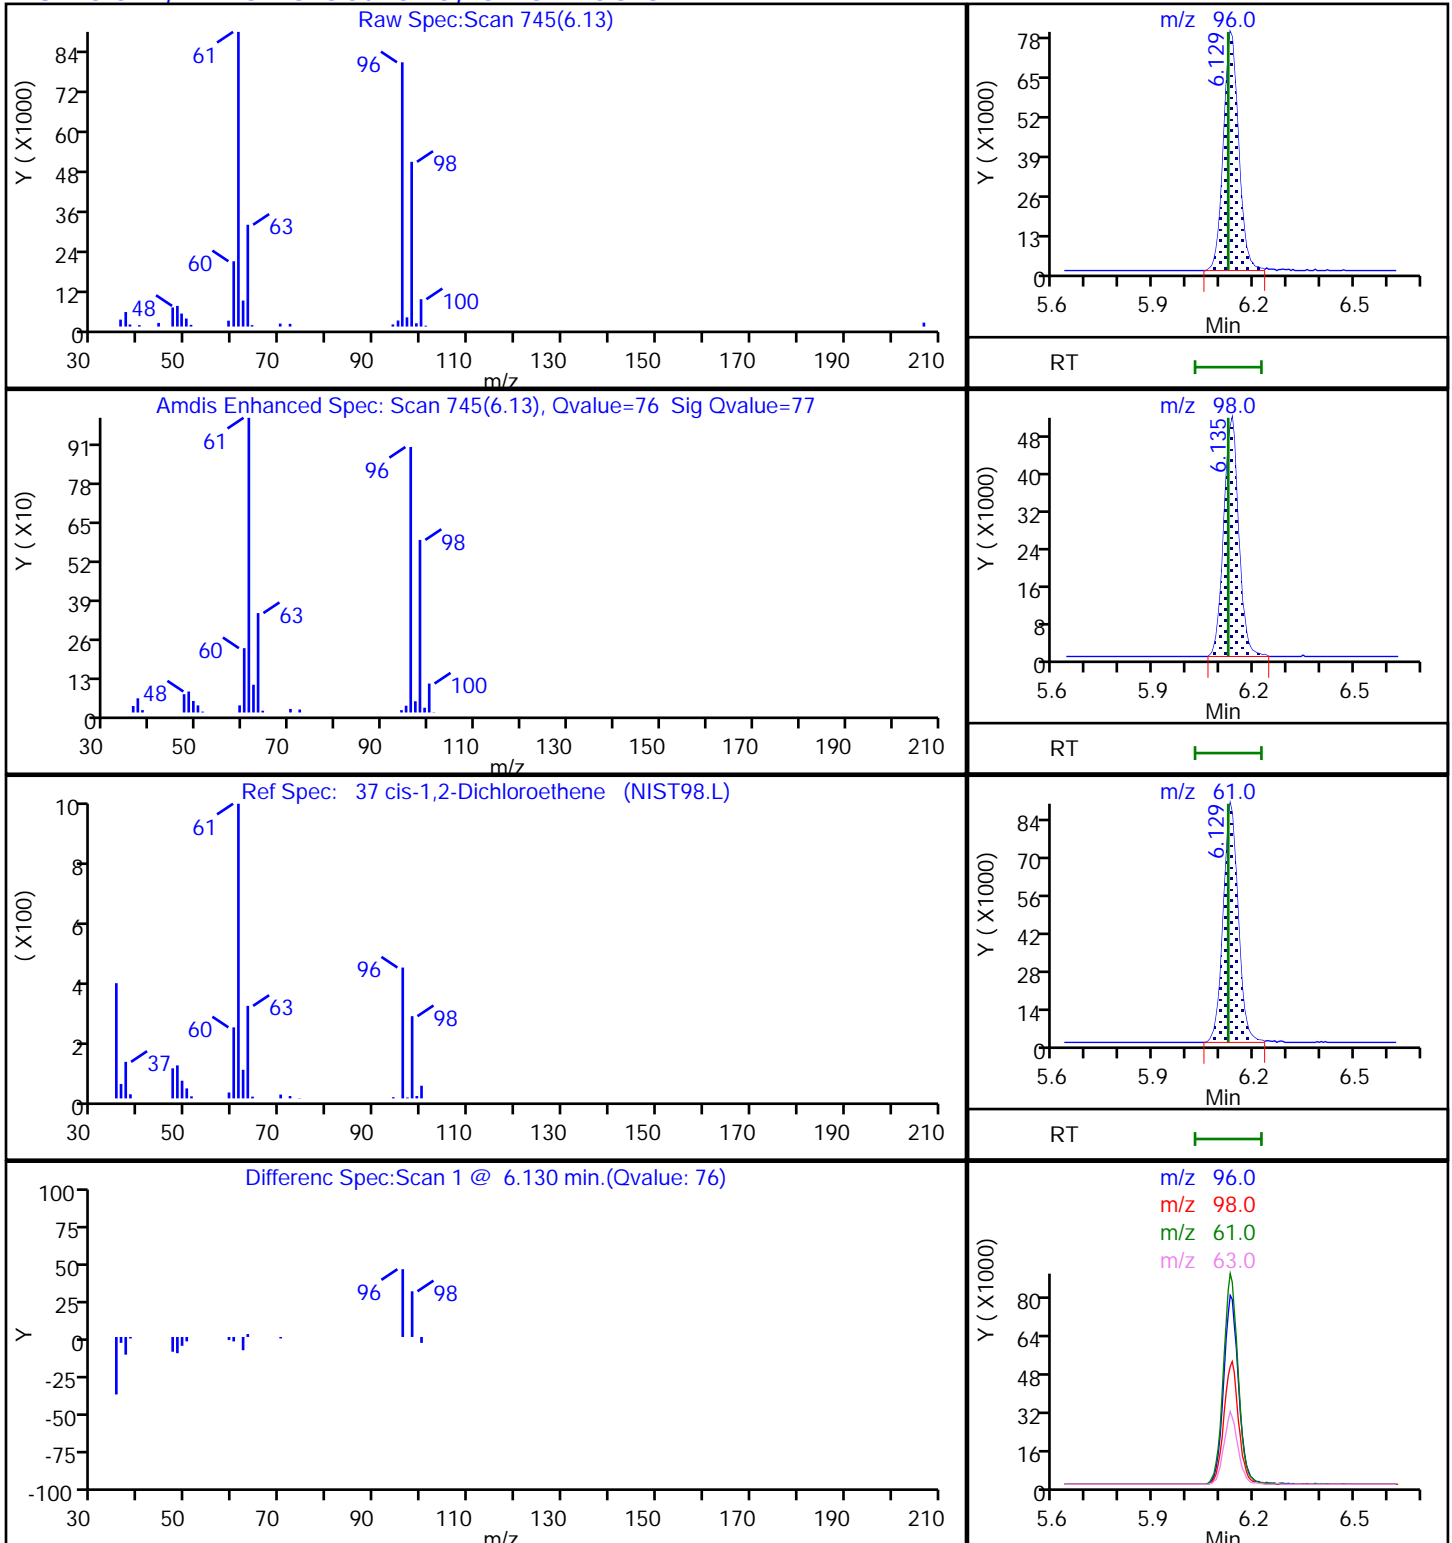 Raw Spec:Scan 745(6.13)
Y ( X1000)
84
72
60
48
36
24
12
0
61
96
98
63
60
48
100
30 50 70 90 110 130 150 170 190 210
m/z
m/z 96.0
Y ( X1000)
78
65
52
39
26
13
0
6.129
5.6 5.9 6.2 6.5
Min
RT
Amdis Enhanced Spec: Scan 745(6.13), Qvalue=76 Sig Qvalue=77
Y ( X10)
91
78
65
52
39
26
13
0
61
96
98
63
60
48
100
30 50 70 90 110 130 150 170 190 210
m/z
m/z 98.0
Y ( X1000)
48
40
32
24
16
8
0
6.135
5.6 5.9 6.2 6.5
Min
RT
Ref Spec: 37 cis-1,2-Dichloroethene (NIST98.L)
( X100)
10
8
6
4
2
0
61
96
63
98
60
37
30 50 70 90 110 130 150 170 190 210
m/z 61.0
Y ( X1000)
84
70
56
42
28
14
0
6.129
5.6 5.9 6.2 6.5
Min
RT
Differenc Spec:Scan 1 @ 6.130 min.(Qvalue: 76)
Y
100
75
50
25
0
-25
-50
-75
-100
96
98
30 50 70 90 110 130 150 170 190 210
m/z
m/z 96.0
m/z 98.0
m/z 61.0
m/z 63.0
Y ( X1000)
80
64
48
32
16
0
5.6 5.9 6.2 6.5
Min